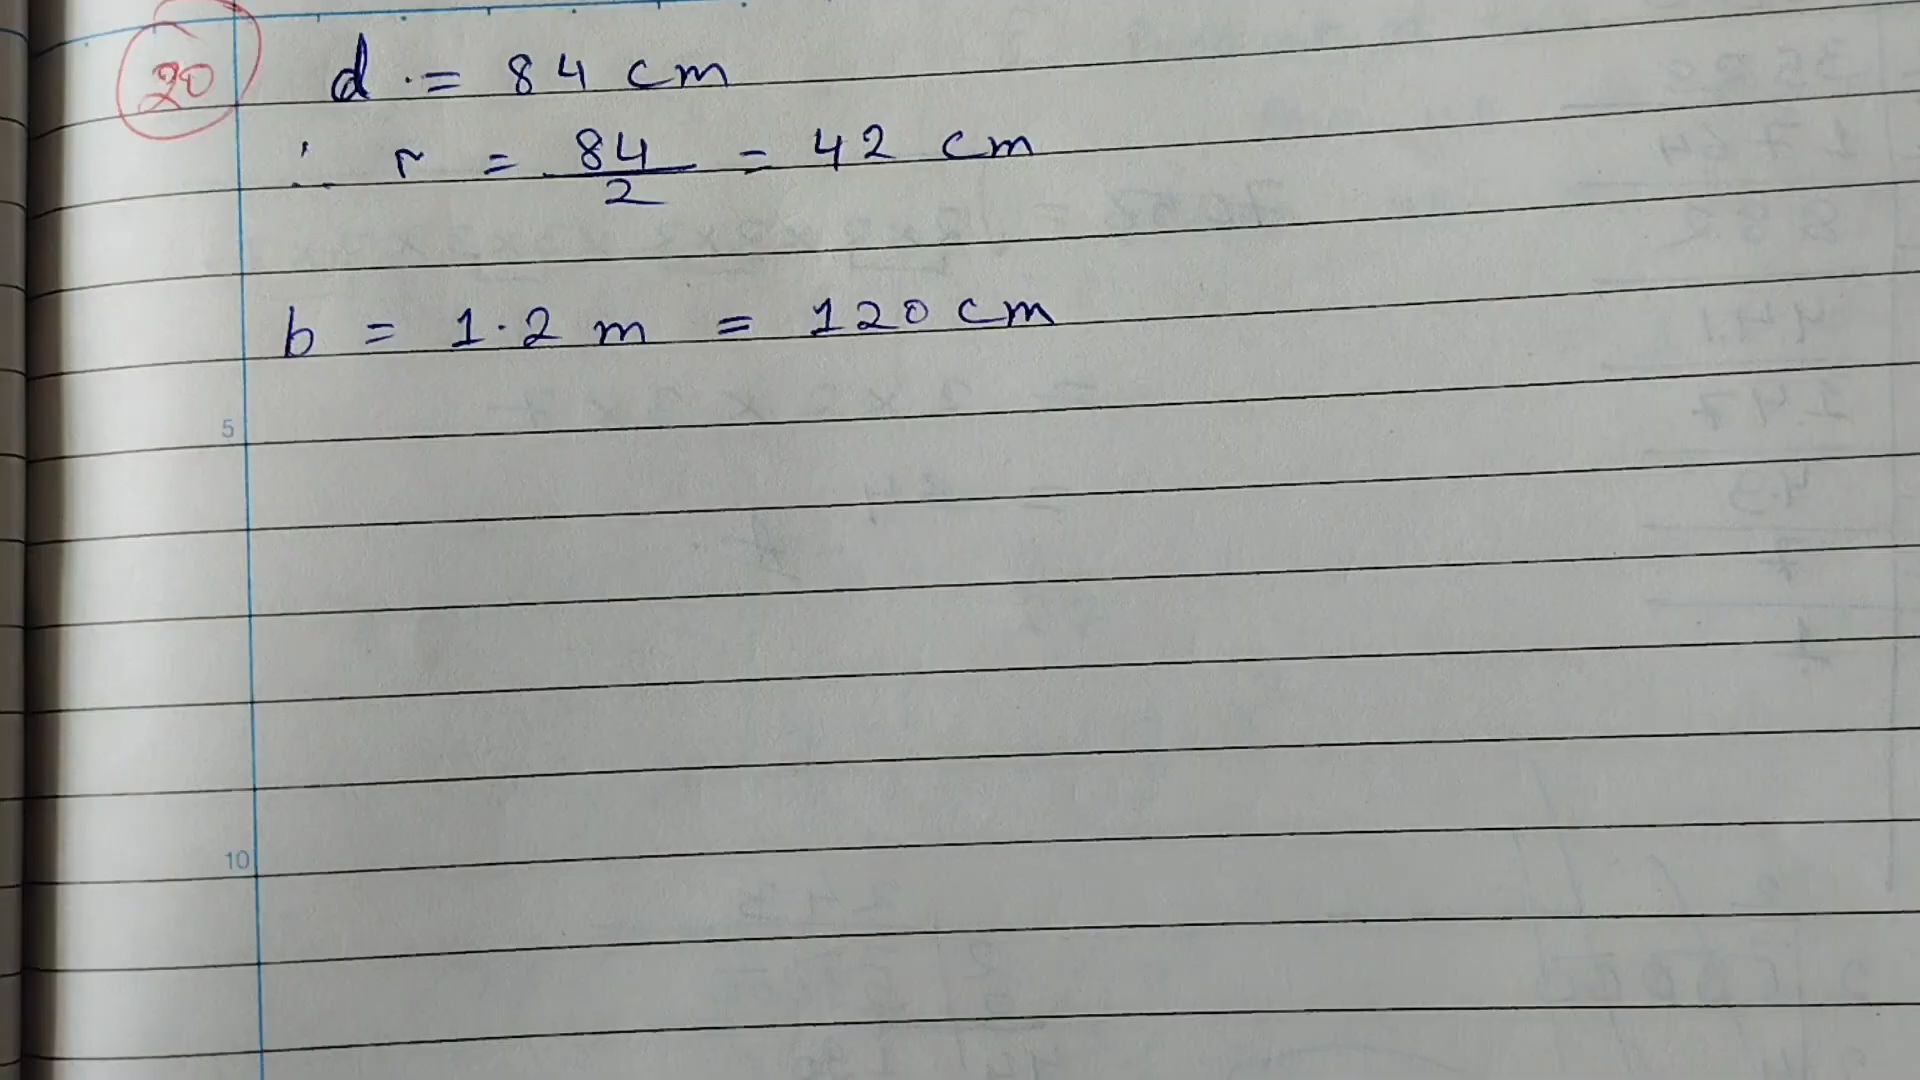 20 d. = 84 cm
∴ r = 84/2 = 42 cm
b = 1.2 m = 120 cm
5
10